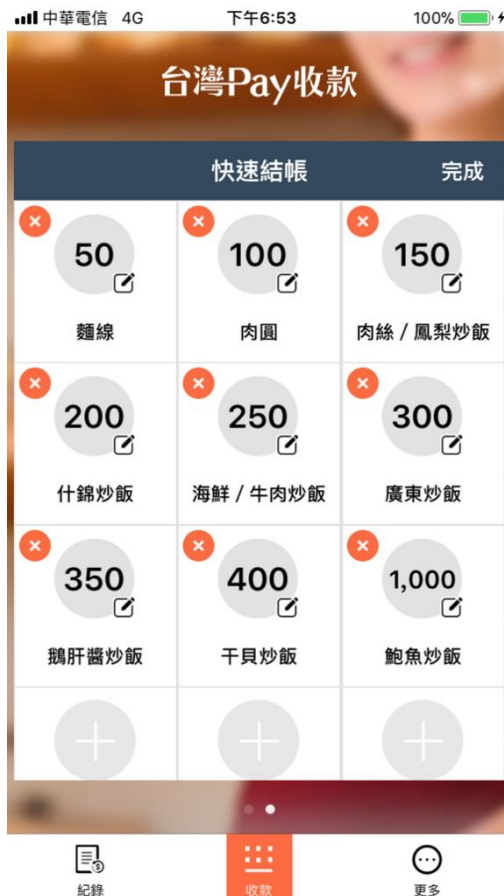 中華電信 4G 下午6:53 100%
台灣Pay收款
快速結帳 完成
50 100 150
麵線 肉圓 肉絲 / 鳳梨炒飯
200 250 300
什錦炒飯 海鮮 / 牛肉炒飯 廣東炒飯
350 400 1,000
鵝肝醬炒飯 干貝炒飯 鮑魚炒飯
紀錄 收款 更多